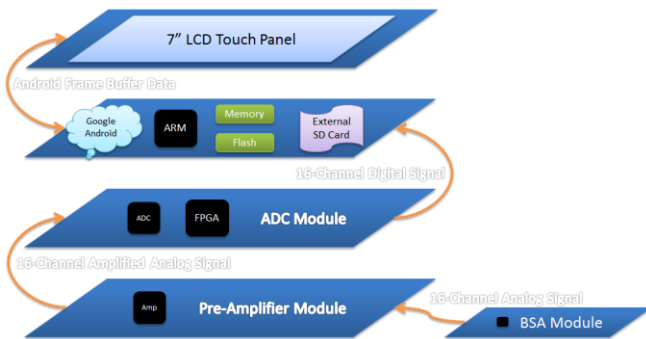 7” LCD Touch Panel
Android Frame Buffer Data
Google
Android
ARM
Memory
Flash
External
SD Card
16-Channel Digital Signal
ADC
FPGA
ADC Module
16-Channel Amplified Analog Signal
Amp
Pre-Amplifier Module
16-Channel Analog Signal
BSA Module